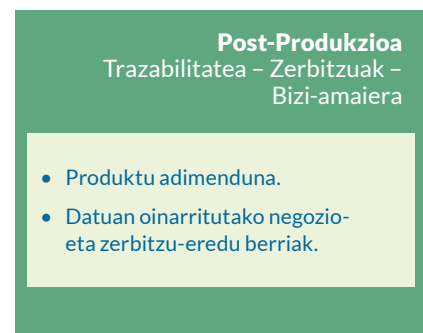 Post-Produkzioa
Trazabilitatea – Zerbitzuak –
Bizi-amaiera
• Produktu adimenduna.
• Datuan oinarritutako negozio-
eta zerbitzu-eredu berriak.